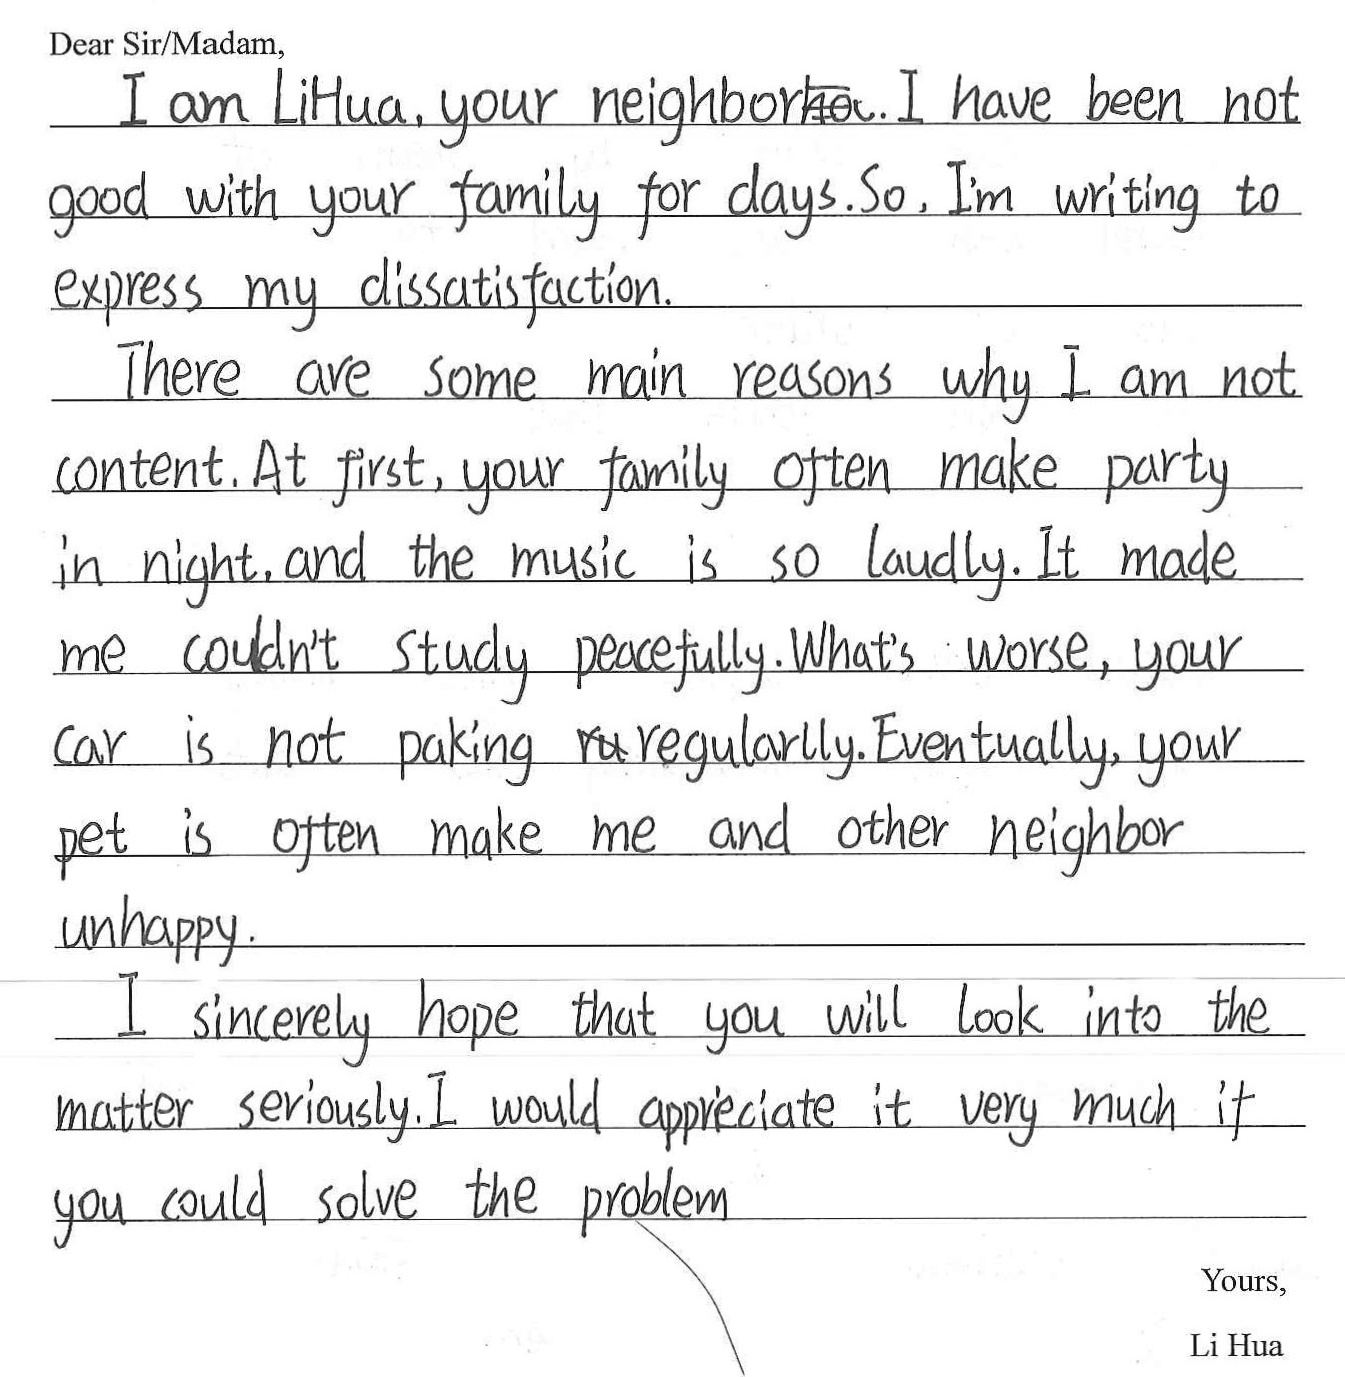 Dear Sir/Madam,
I am LiHua, your neighbor. I have been not
good with your family for days. So, I'm writing to
express my dissatisfaction.
There are some main reasons why I am not
content. At first, your family often make party
in night, and the music is so laudly. It made
me couldn't study peacefully. What's worse, your
car is not paking regularlly. Eventually, your
pet is often make me and other neighbor
unhappy.
I sincerely hope that you will look into the
matter seriously. I would appreciate it very much if
you could solve the problem
Yours,
Li Hua